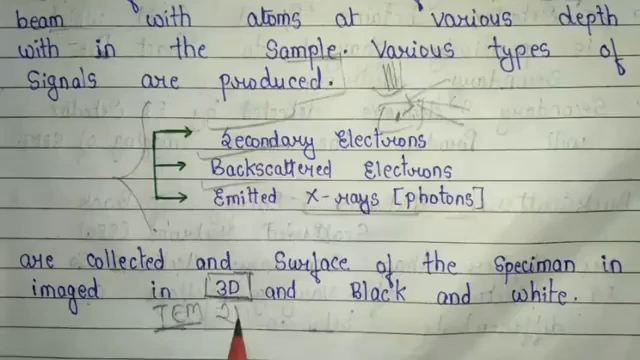 beam with atoms at various depth
with in the Sample. Various types of
Signals are produced.
Secondary Electrons
Backscattered Electrons
Emitted X-rays [photons]
are collected and Surface of the Speciman in
imaged in 3D and Black and white.
TEM 2